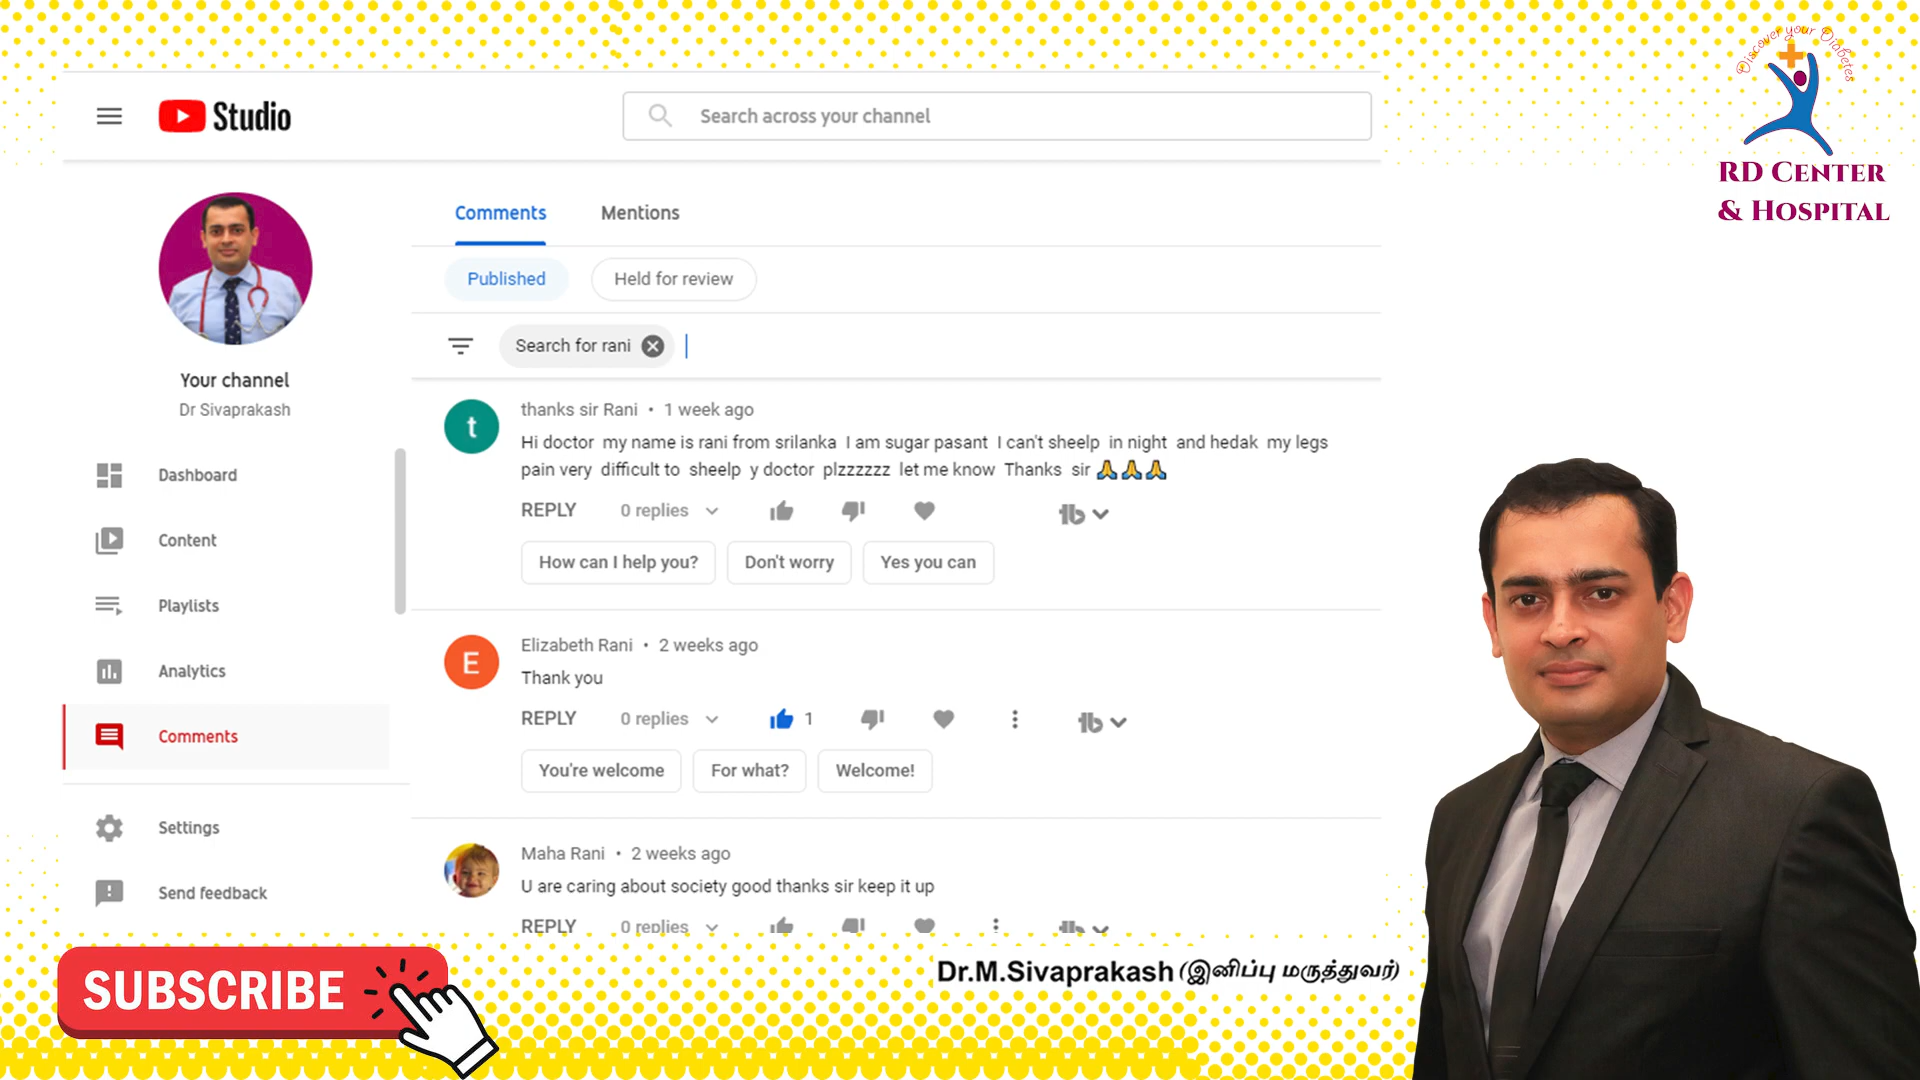 Discover your Diabetes
RD CENTER
& HOSPITAL
Studio
Search across your channel
Comments
Mentions
Published
Held for review
Search for rani
Your channel
Dr Sivaprakash
Dashboard
Content
Playlists
Analytics
Comments
Settings
Send feedback
t
thanks sir Rani • 1 week ago
Hi doctor my name is rani from srilanka I am sugar pasant I can't sheelp in night and hedak my legs
pain very difficult to sheelp y doctor plzzzzzz let me know Thanks sir 🙏🙏🙏
REPLY 0 replies
How can I help you? Don't worry Yes you can
E
Elizabeth Rani • 2 weeks ago
Thank you
REPLY 0 replies 1
You're welcome For what? Welcome!
Maha Rani • 2 weeks ago
U are caring about society good thanks sir keep it up
REPLY 0 replies
SUBSCRIBE
Dr.M.Sivaprakash (இனிப்பு மருத்துவர்)